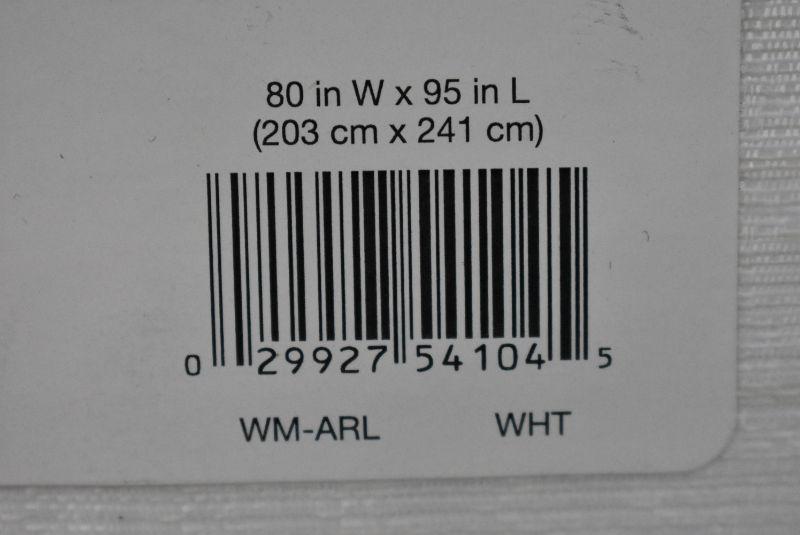 80 in W x 95 in L
(203 cm x 241 cm)
0 29927 54104 5
WM-ARL WHT